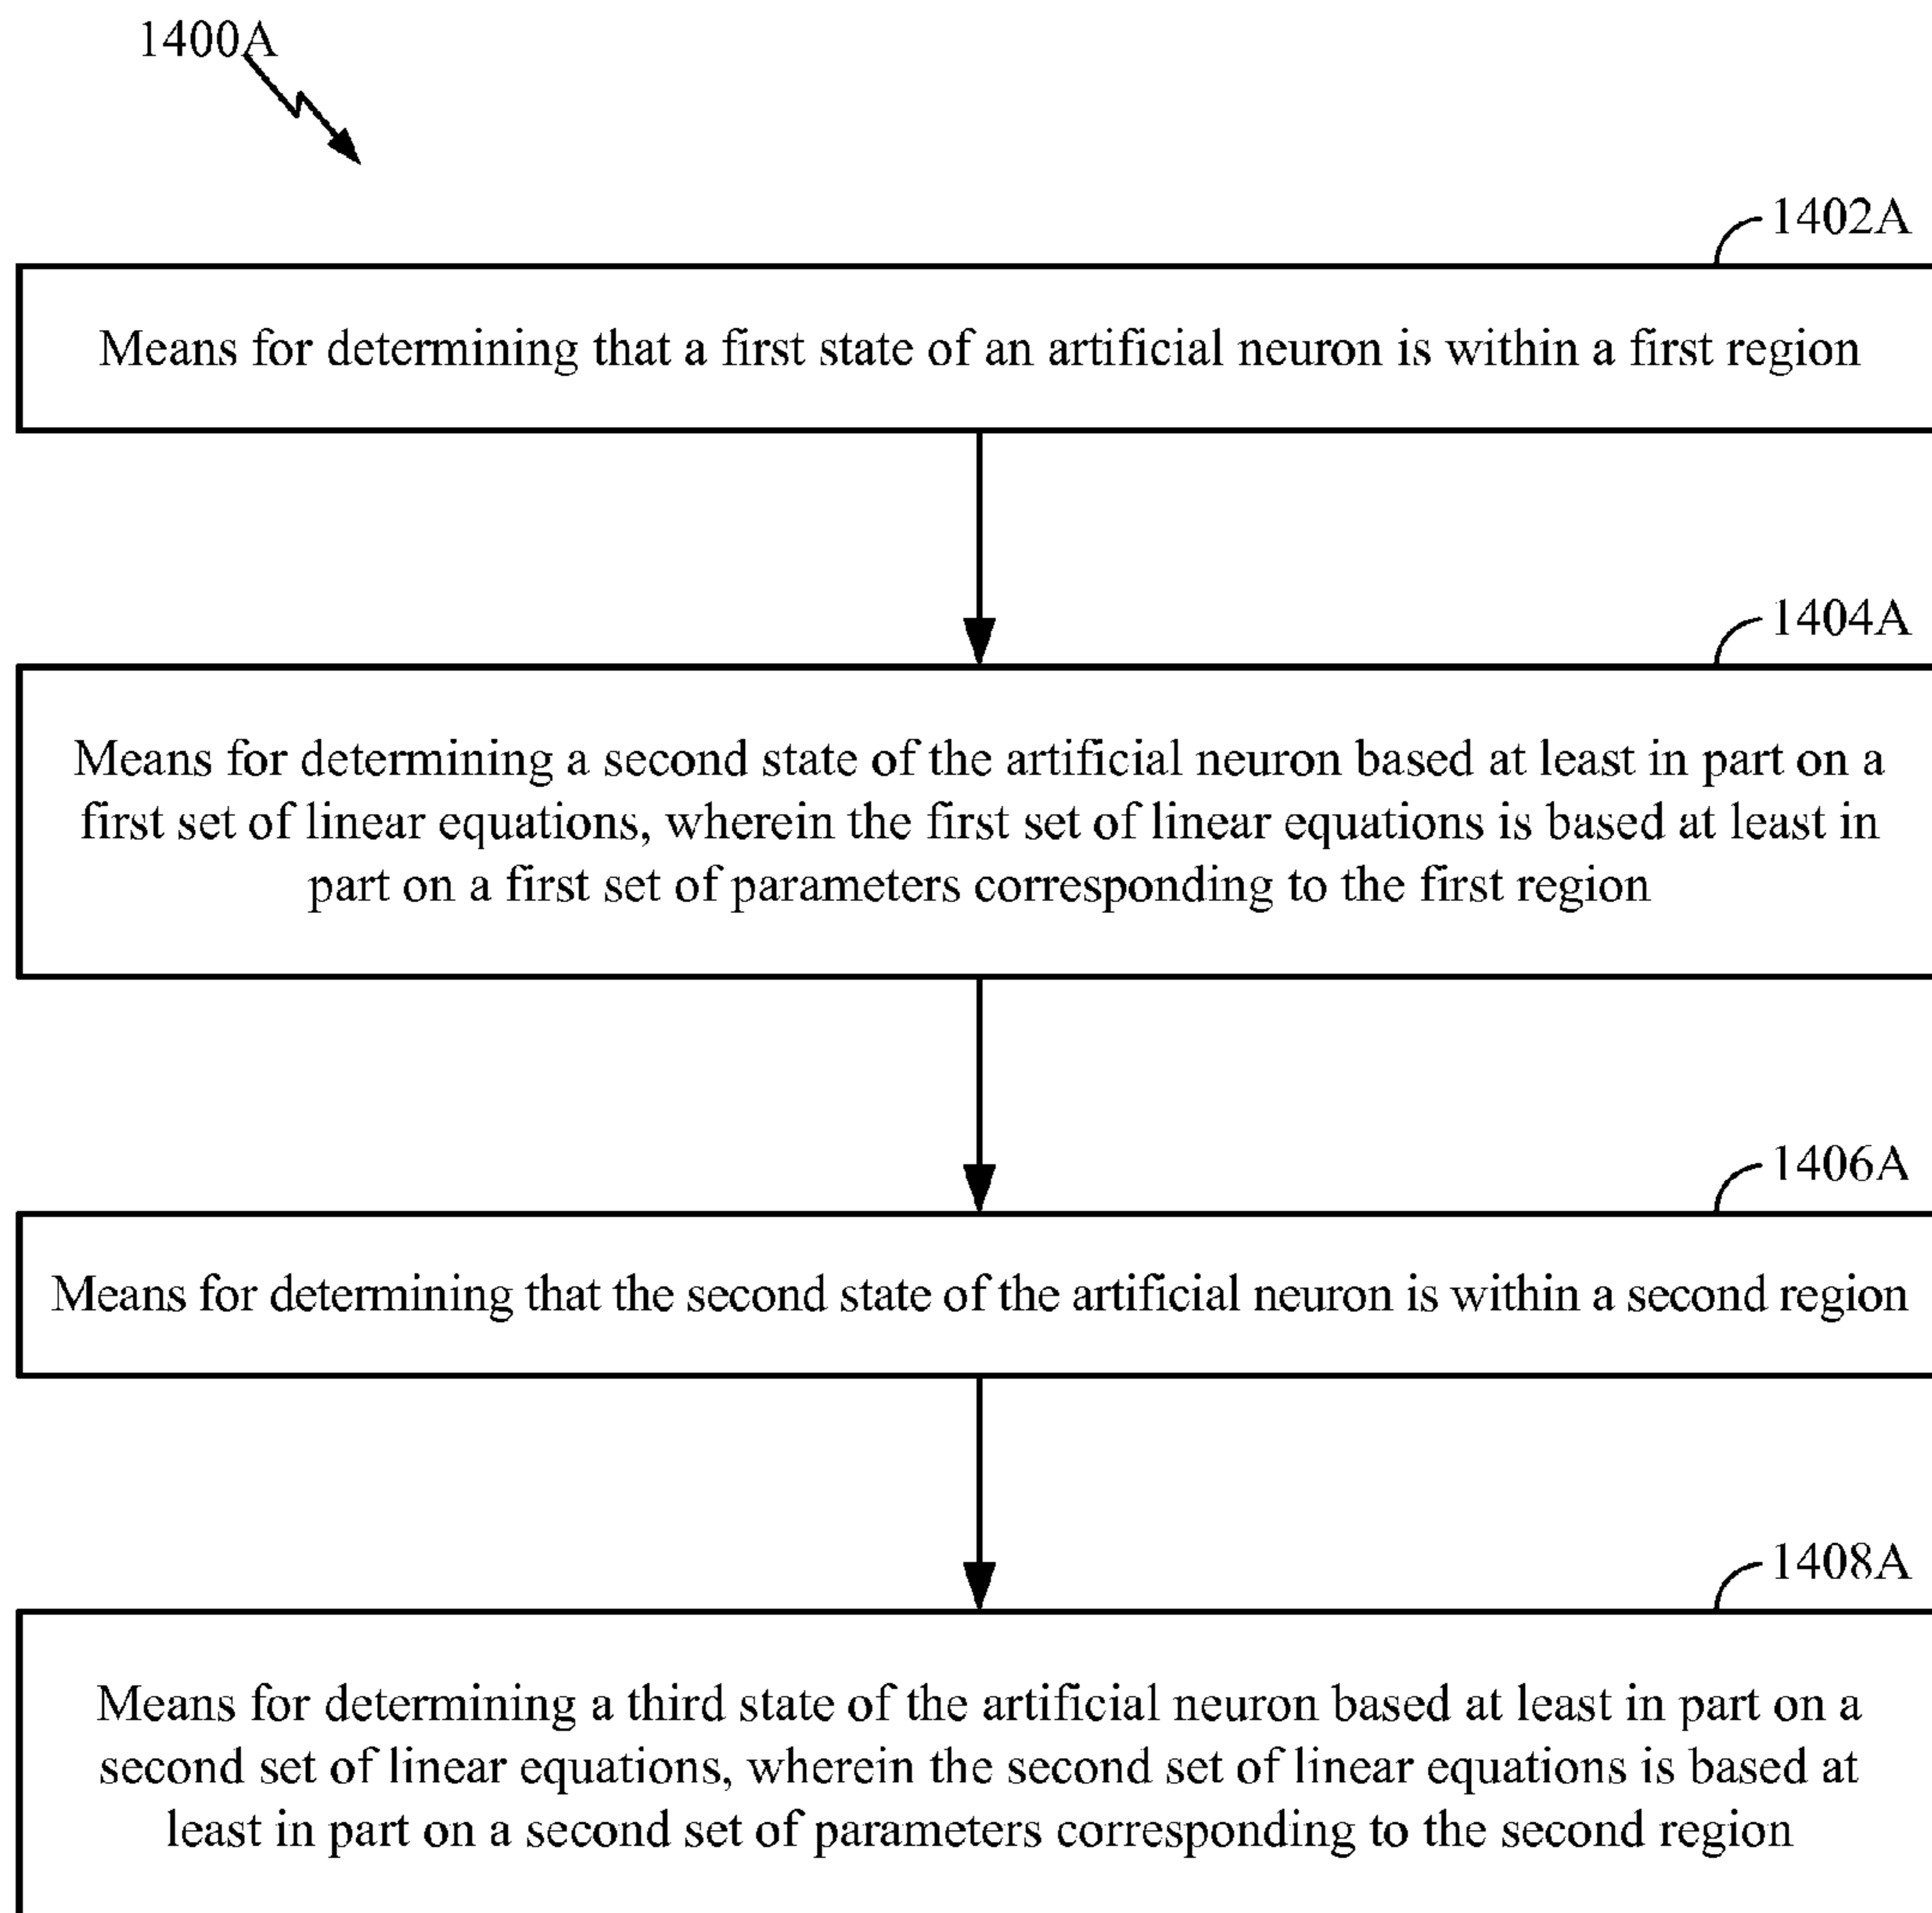 1400A
1402A
Means for determining that a first state of an artificial neuron is within a first region
1404A
Means for determining a second state of the artificial neuron based at least in part on a
first set of linear equations, wherein the first set of linear equations is based at least in
part on a first set of parameters corresponding to the first region
1406A
Means for determining that the second state of the artificial neuron is within a second region
1408A
Means for determining a third state of the artificial neuron based at least in part on a
second set of linear equations, wherein the second set of linear equations is based at
least in part on a second set of parameters corresponding to the second region